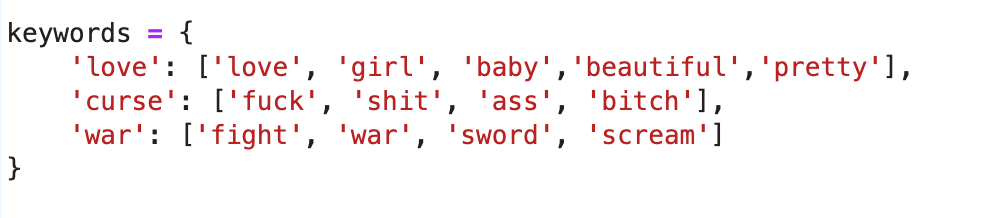 keywords = {
    'love': ['love', 'girl', 'baby','beautiful','pretty'],
    'curse': ['fuck', 'shit', 'ass', 'bitch'],
    'war': ['fight', 'war', 'sword', 'scream']
}